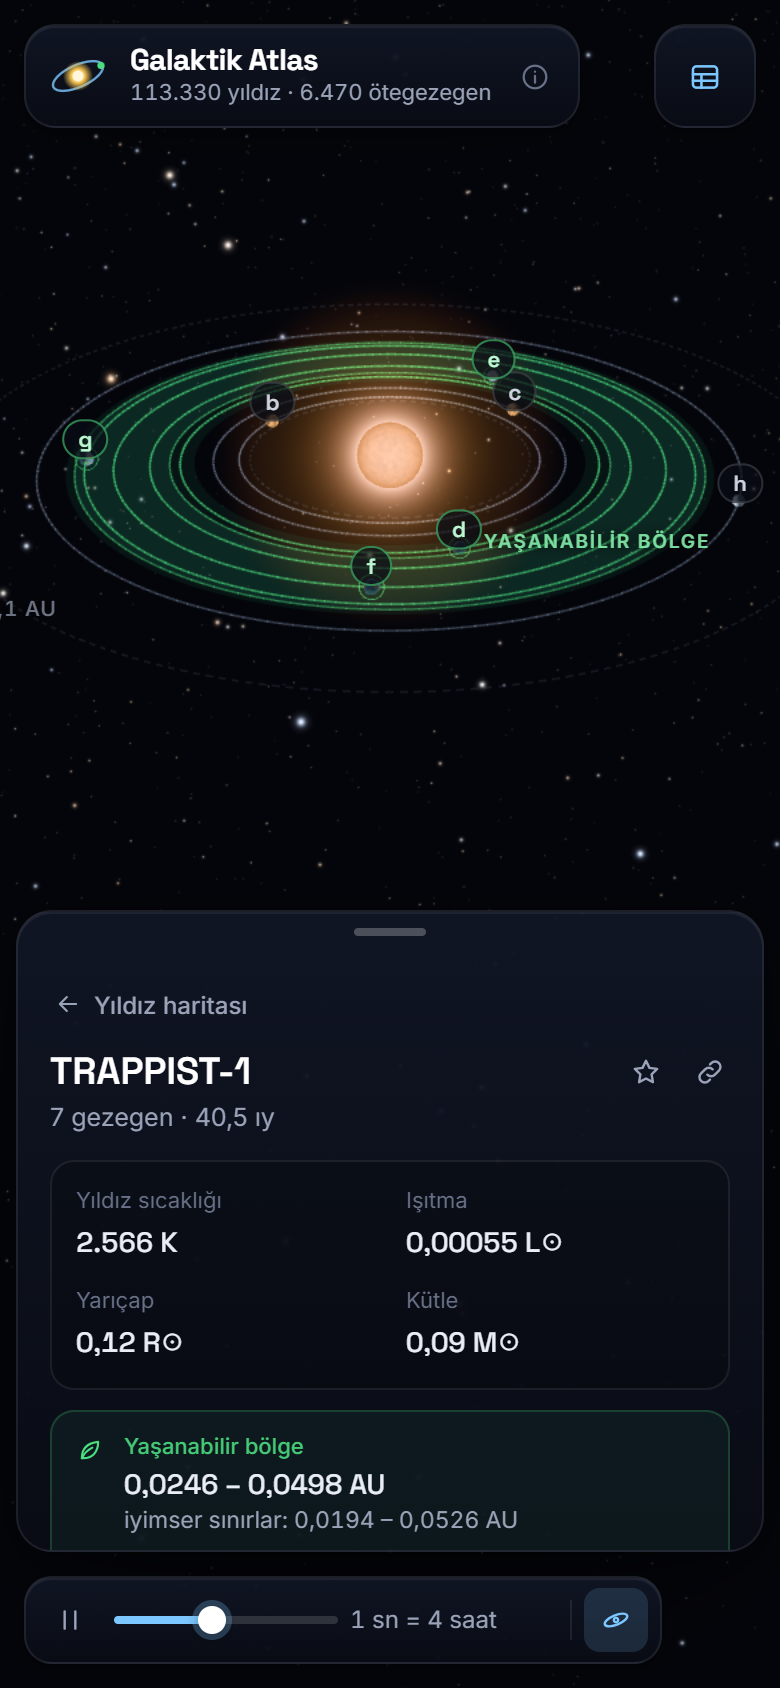 Galaktik Atlas
113.330 yıldız · 6.470 ötegezegen
e
c
b
g
h
d
YAŞANABİLİR BÖLGE
f
,1 AU
Yıldız haritası
TRAPPIST-1
7 gezegen · 40,5 ıy
Yıldız sıcaklığı
Işıtma
2.566 K
0,00055 L☉
Yarıçap
Kütle
0,12 R☉
0,09 M☉
Yaşanabilir bölge
0,0246 – 0,0498 AU
iyimser sınırlar: 0,0194 – 0,0526 AU
1 sn = 4 saat